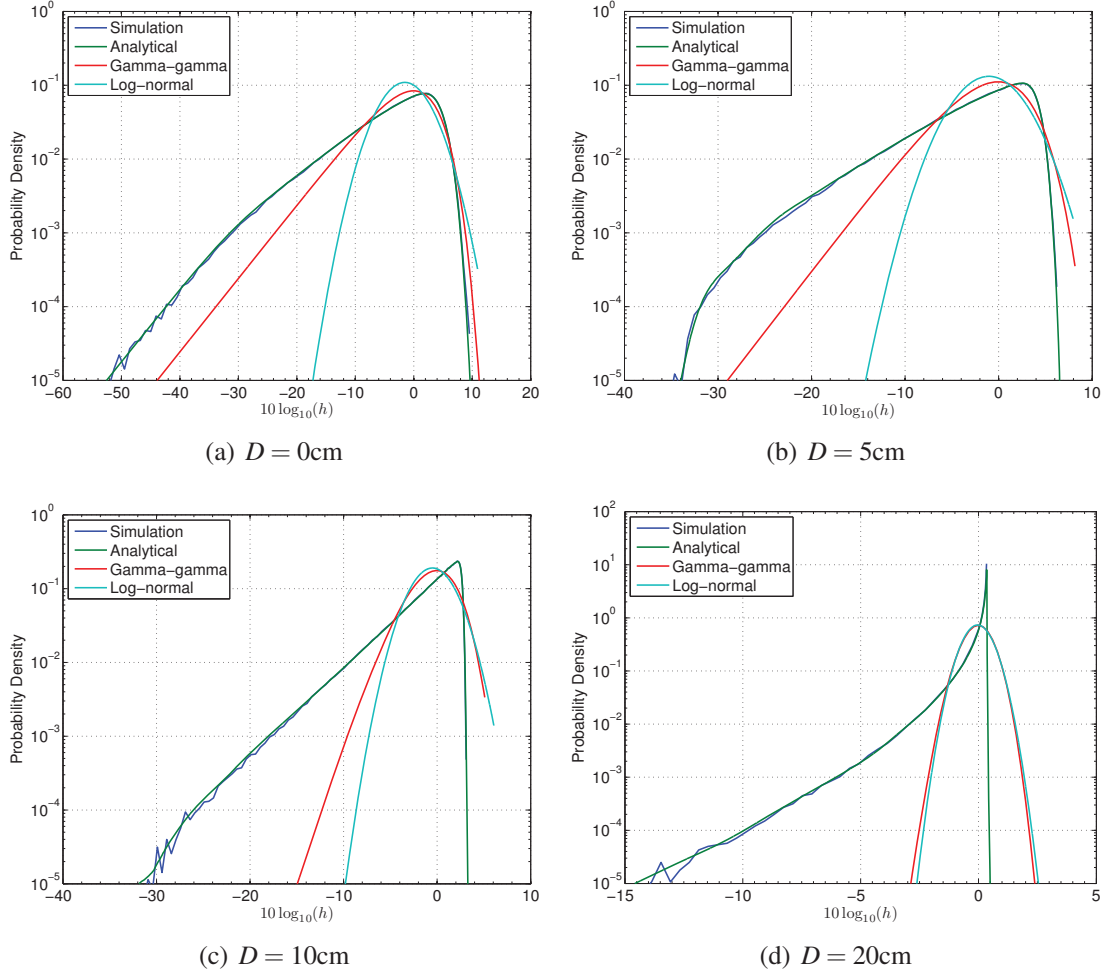 10^0
10^-1
10^-2
10^-3
10^-4
10^-5
Probability Density
Simulation
Analytical
Gamma−gamma
Log−normal
−60 −50 −40 −30 −20 −10 0 10 20
10 log10(h)
(a) D = 0cm
10^0
10^-1
10^-2
10^-3
10^-4
10^-5
Probability Density
Simulation
Analytical
Gamma−gamma
Log−normal
−40 −30 −20 −10 0 10
10 log10(h)
(b) D = 5cm
10^0
10^-1
10^-2
10^-3
10^-4
10^-5
Probability Density
Simulation
Analytical
Gamma−gamma
Log−normal
−40 −30 −20 −10 0 10
10 log10(h)
(c) D = 10cm
10^2
10^1
10^0
10^-1
10^-2
10^-3
10^-4
10^-5
Probability Density
Simulation
Analytical
Gamma−gamma
Log−normal
−15 −10 −5 0 5
10 log10(h)
(d) D = 20cm